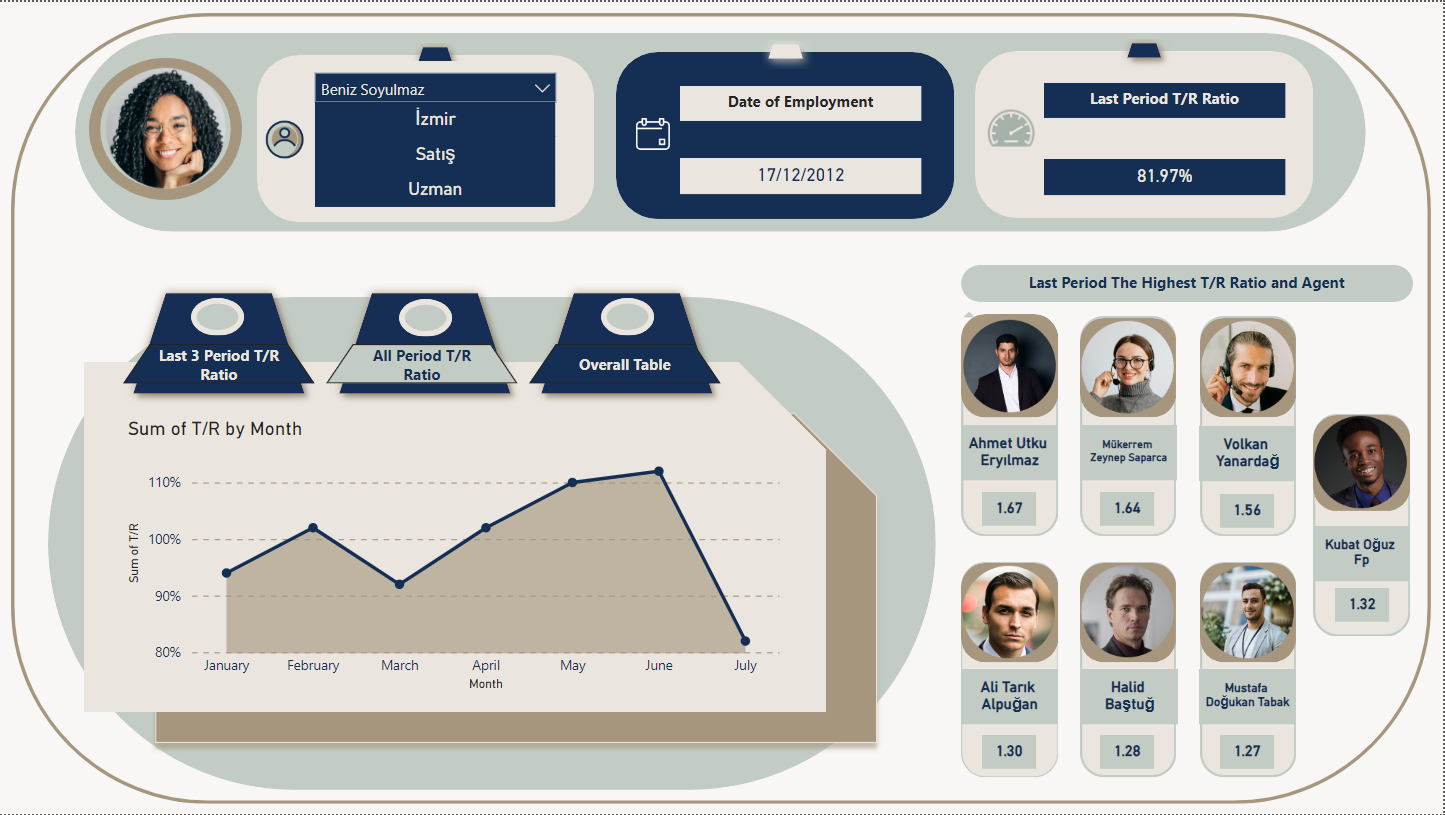 Beniz Soyulmaz
İzmir
Satış
Uzman
Date of Employment
17/12/2012
Last Period T/R Ratio
81.97%
Last 3 Period T/R
Ratio
All Period T/R
Ratio
Overall Table
Sum of T/R by Month
Sum of T/R
110%
100%
90%
80%
January
February
March
April
May
June
July
Month
Last Period The Highest T/R Ratio and Agent
Ahmet Utku
Eryılmaz
1.67
Mükerrem
Zeynep Saparca
1.64
Volkan
Yanardağ
1.56
Kubat Oğuz
Fp
1.32
Ali Tarık
Alpuğan
1.30
Halid
Baştuğ
1.28
Mustafa
Doğukan Tabak
1.27